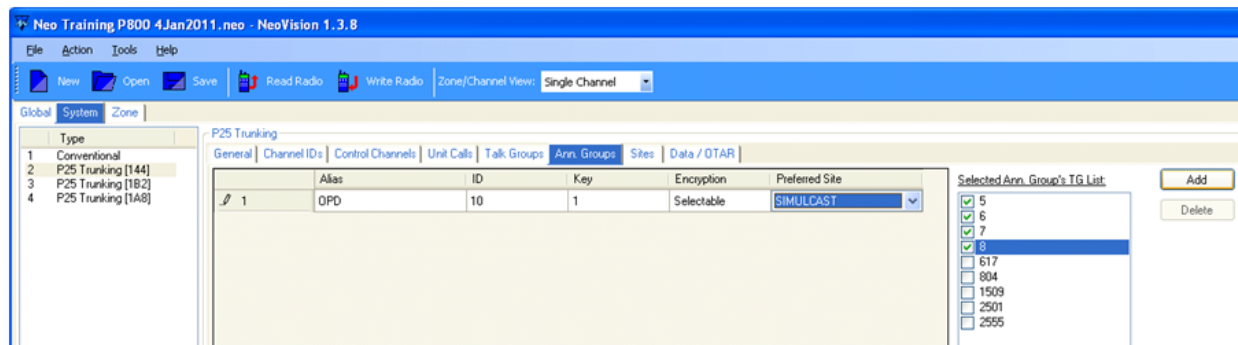 Neo Training P800 4Jan2011.neo - NeoVision 1.3.8
File Action Tools Help
New Open Save Read Radio Write Radio Zone/Channel View: Single Channel
Global System Zone
Type
1 Conventional
2 P25 Trunking [144]
3 P25 Trunking [1B2]
4 P25 Trunking [1A8]
P25 Trunking
General Channel IDs Control Channels Unit Calls Talk Groups Ann. Groups Sites Data / OTAR
Alias ID Key Encryption Preferred Site
1 OPD 10 1 Selectable SIMULCAST
Selected Ann. Group's TG List:
5
6
7
8
617
804
1509
2501
2555
Add
Delete